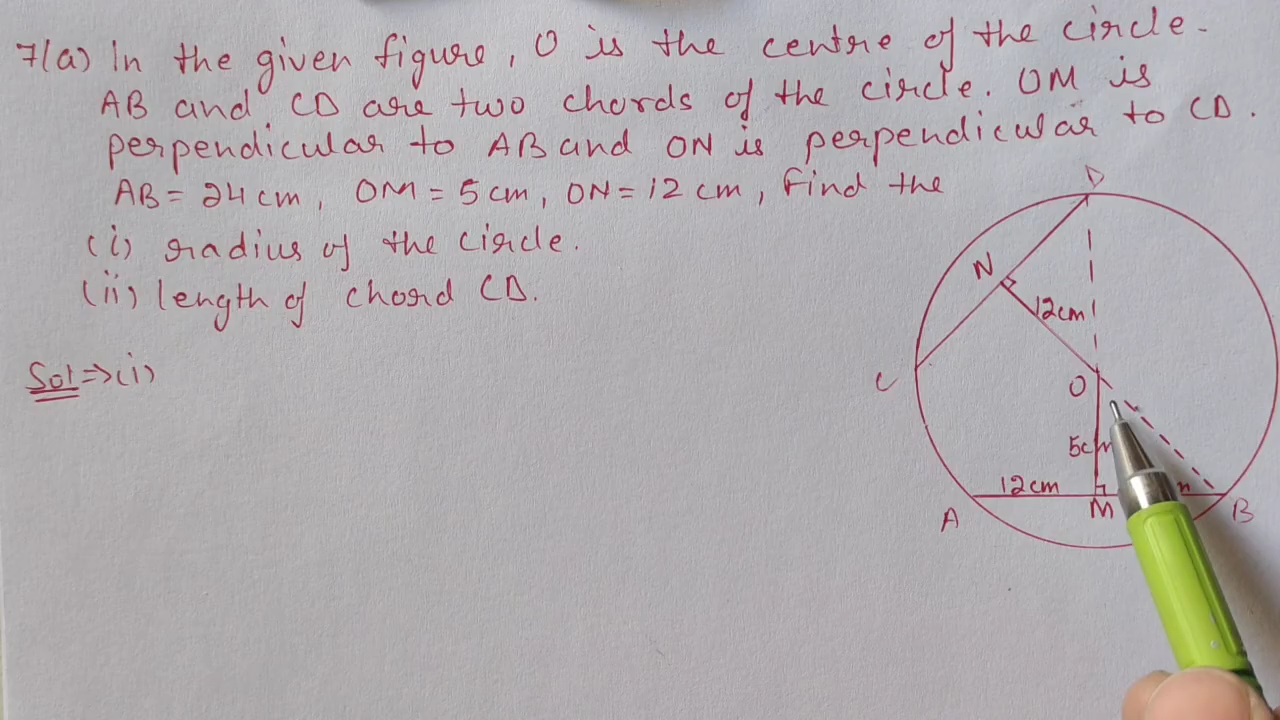 7(a) In the given figure, O is the centre of the circle.
AB and CD are two chords of the circle. OM is
perpendicular to AB and ON is perpendicular to CD.
AB = 24 cm, OM = 5 cm, ON = 12 cm, Find the
(i) radius of the circle.
(ii) length of chord CD.
Sol ⇒ (i)
D
N
12cm
C
O
5cm
12cm
A
M
B